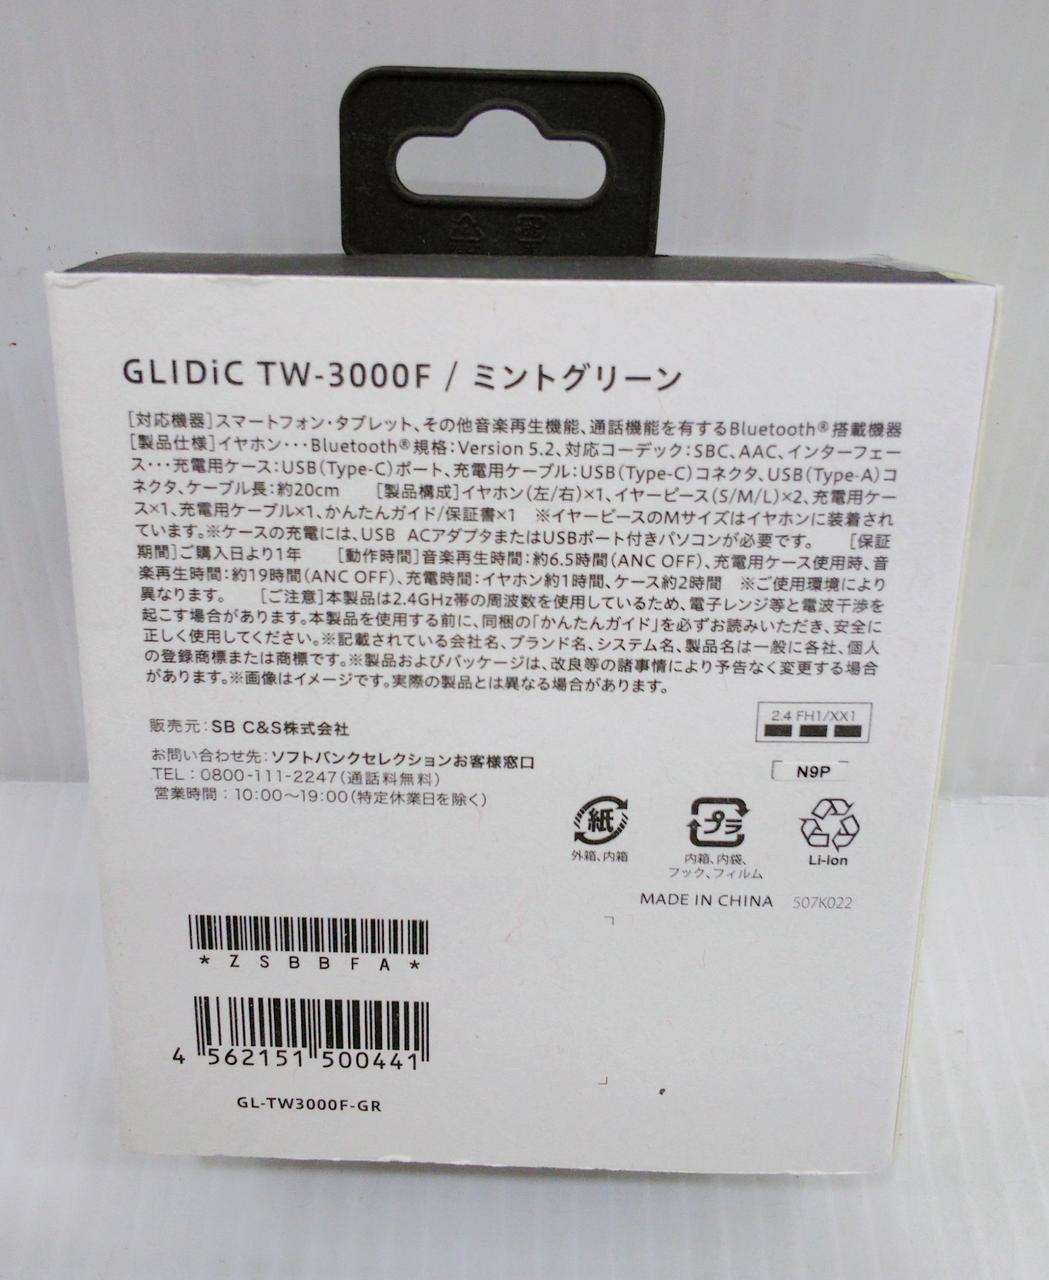 GLIDiC TW-3000F / ミントグリーン
[対応機器]スマートフォン・タブレット、その他音楽再生機能、通話機能を有するBluetooth®搭載機器
[製品仕様]イヤホン･･･Bluetooth®規格：Version 5.2、対応コーデック：SBC、AAC、インターフェー
ス･･･充電用ケース：USB(Type-C)ポート、充電用ケーブル：USB(Type-C)コネクタ、USB(Type-A)コ
ネクタ、ケーブル長：約20cm　[製品構成]イヤホン(左/右)×1、イヤーピース(S/M/L)×2、充電用ケー
ス×1、充電用ケーブル×1、かんたんガイド/保証書×1　※イヤーピースのMサイズはイヤホンに装着され
ています。※ケースの充電には、USB ACアダプタまたはUSBポート付きパソコンが必要です。　[保証
期間]ご購入日より1年　[動作時間]音楽再生時間：約6.5時間(ANC OFF)、充電用ケース使用時、音
楽再生時間：約19時間(ANC OFF)、充電時間：イヤホン約1時間、ケース約2時間　※ご使用環境により
異なります。　[ご注意]本製品は2.4GHz帯の周波数を使用しているため、電子レンジ等と電波干渉を
起こす場合があります。本製品を使用する前に、同梱の「かんたんガイド」を必ずお読みいただき、安全に
正しく使用してください。※記載されている会社名、ブランド名、システム名、製品名は一般に各社、個人
の登録商標または商標です。※製品およびパッケージは、改良等の諸事情により予告なく変更する場合
があります。※画像はイメージです。実際の製品とは異なる場合があります。
販売元：SB C&S株式会社
お問い合わせ先：ソフトバンクセレクションお客様窓口
TEL：0800-111-2247(通話料無料)
営業時間：10:00〜19:00(特定休業日を除く)
2.4 FH1/XX1
N9P
紙
外箱、内箱
プラ
内箱、内袋、
フック、フィルム
Li-ion
MADE IN CHINA 507K022
*ZSBBFA*
4 562151 500441
GL-TW3000F-GR